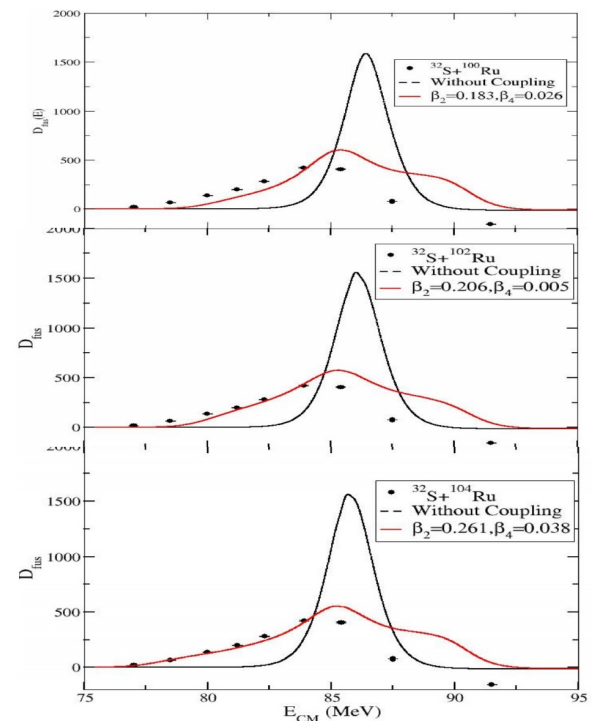 2000
1500
1000
500
0
D_fus(E)
³²S+¹⁰⁰Ru
Without Coupling
β₂=0.183,β₄=0.026
2000
1500
1000
500
0
D_fus
³²S+¹⁰²Ru
Without Coupling
β₂=0.206,β₄=0.005
2000
1500
1000
500
0
D_fus
³²S+¹⁰⁴Ru
Without Coupling
β₂=0.261,β₄=0.038
75 80 85 90 95
E_CM (MeV)